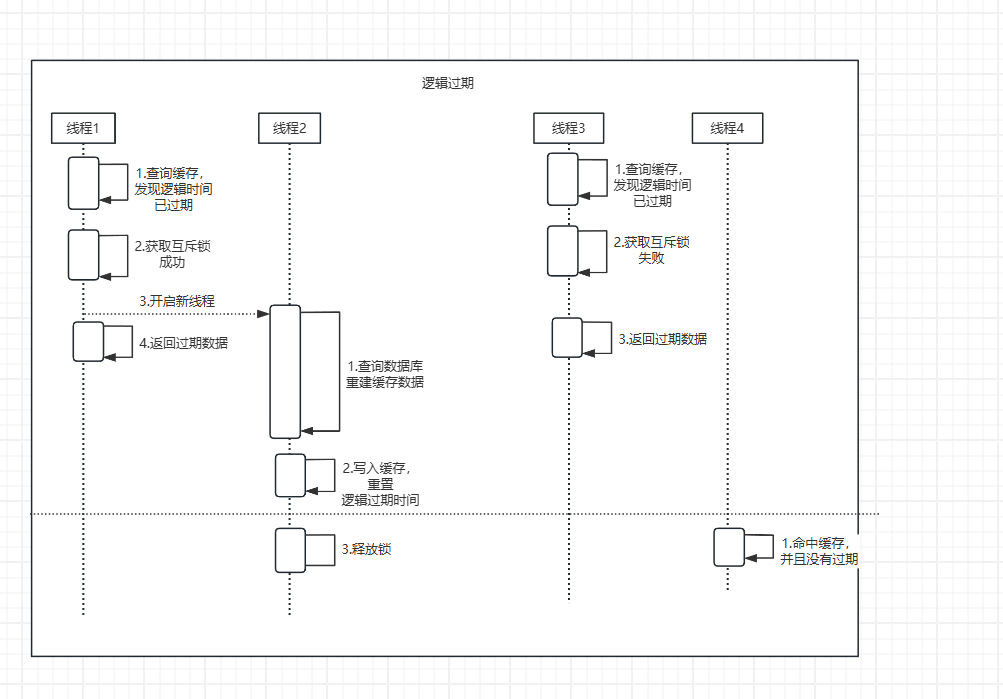 逻辑过期
线程1
线程2
线程3
线程4
1.查询缓存，
发现逻辑时间
已过期
2.获取互斥锁
成功
3.开启新线程
4.返回过期数据
1.查询数据库
重建缓存数据
2.写入缓存，
重置
逻辑过期时间
3.释放锁
1.查询缓存，
发现逻辑时间
已过期
2.获取互斥锁
失败
3.返回过期数据
1.命中缓存，
并且没有过期